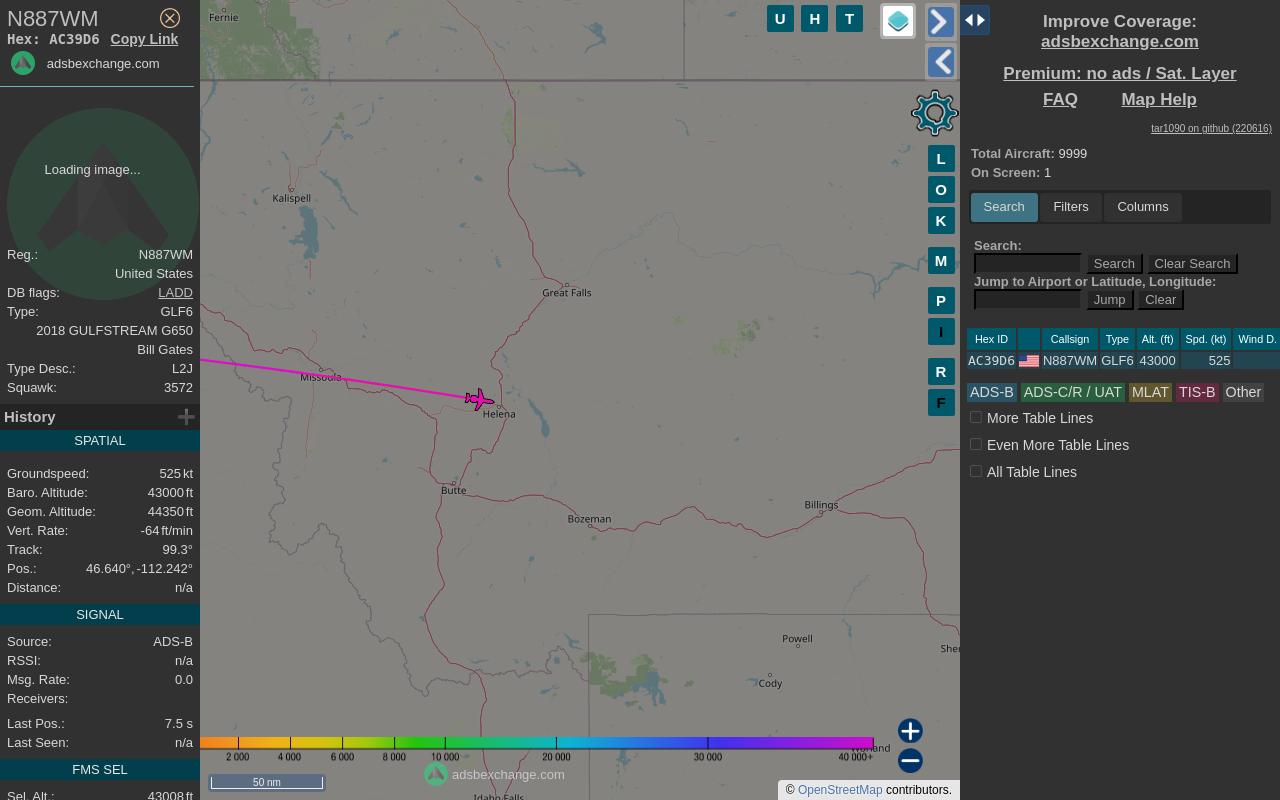 N887WM
Hex: AC39D6 Copy Link
adsbexchange.com
Loading image...
Reg.: N887WM
United States
DB flags: LADD
Type: GLF6
2018 GULFSTREAM G650
Bill Gates
Type Desc.: L2J
Squawk: 3572
History
SPATIAL
Groundspeed: 525 kt
Baro. Altitude: 43000 ft
Geom. Altitude: 44350 ft
Vert. Rate: -64 ft/min
Track: 99.3°
Pos.: 46.640°, -112.242°
Distance: n/a
SIGNAL
Source: ADS-B
RSSI: n/a
Msg. Rate: 0.0
Receivers:
Last Pos.: 7.5 s
Last Seen: n/a
FMS SEL
Sel. Alt.: 43008 ft
Fernie
Kalispell
Great Falls
Missoula
Helena
Butte
Bozeman
Billings
Powell
Cody
Sher
Worland
Idaho Falls
U H T
L
O
K
M
P
I
R
F
2 000 4 000 6 000 8 000 10 000 20 000 30 000 40 000+
adsbexchange.com
50 nm
© OpenStreetMap contributors.
Improve Coverage:
adsbexchange.com
Premium: no ads / Sat. Layer
FAQ Map Help
tar1090 on github (220616)
Total Aircraft: 9999
On Screen: 1
Search Filters Columns
Search:
Search Clear Search
Jump to Airport or Latitude, Longitude:
Jump Clear
Hex ID Callsign Type Alt. (ft) Spd. (kt) Wind D.
AC39D6 N887WM GLF6 43000 525
ADS-B ADS-C/R / UAT MLAT TIS-B Other
More Table Lines
Even More Table Lines
All Table Lines